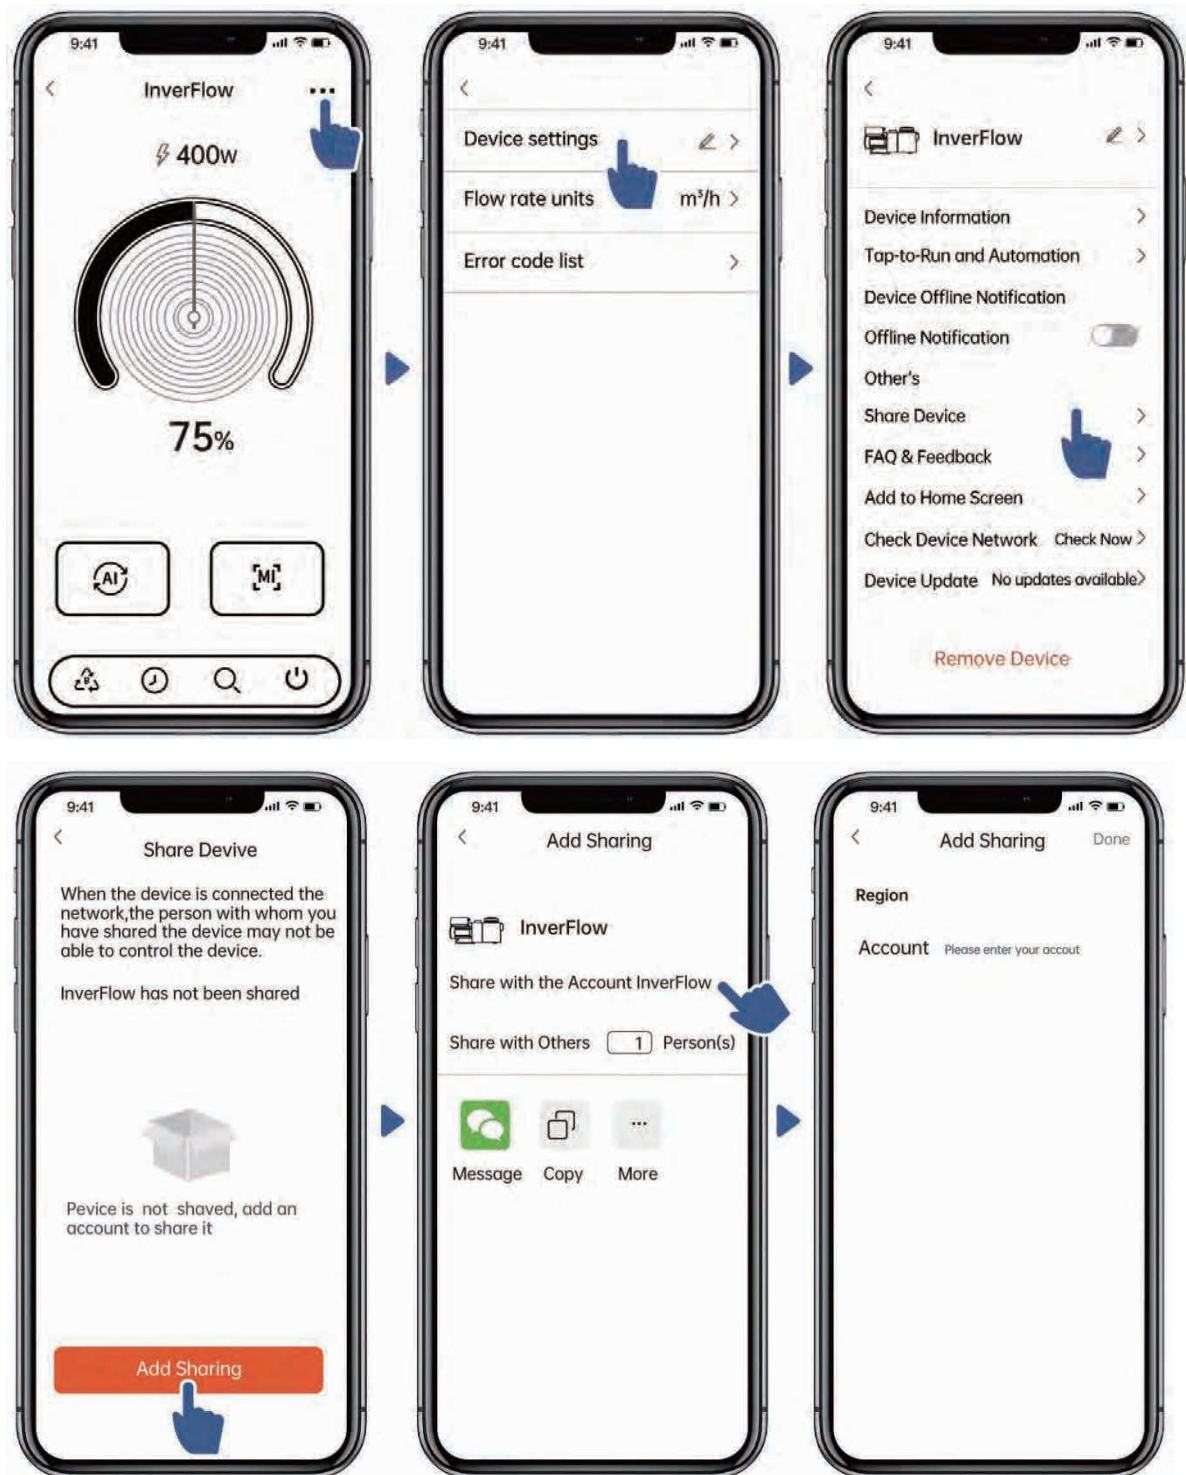 9:41
InverFlow
400w
75%
AI
MI
9:41
Device settings
Flow rate units m³/h
Error code list
9:41
InverFlow
Device Information
Tap-to-Run and Automation
Device Offline Notification
Offline Notification
Other's
Share Device
FAQ & Feedback
Add to Home Screen
Check Device Network Check Now
Device Update No updates available
Remove Device
9:41
Share Devive
When the device is connected the
network,the person with whom you
have shared the device may not be
able to control the device.
InverFlow has not been shared
Pevice is not shaved, add an
account to share it
Add Sharing
9:41
Add Sharing
InverFlow
Share with the Account InverFlow
Share with Others 1 Person(s)
Message Copy More
9:41
Add Sharing Done
Region
Account Please enter your accout